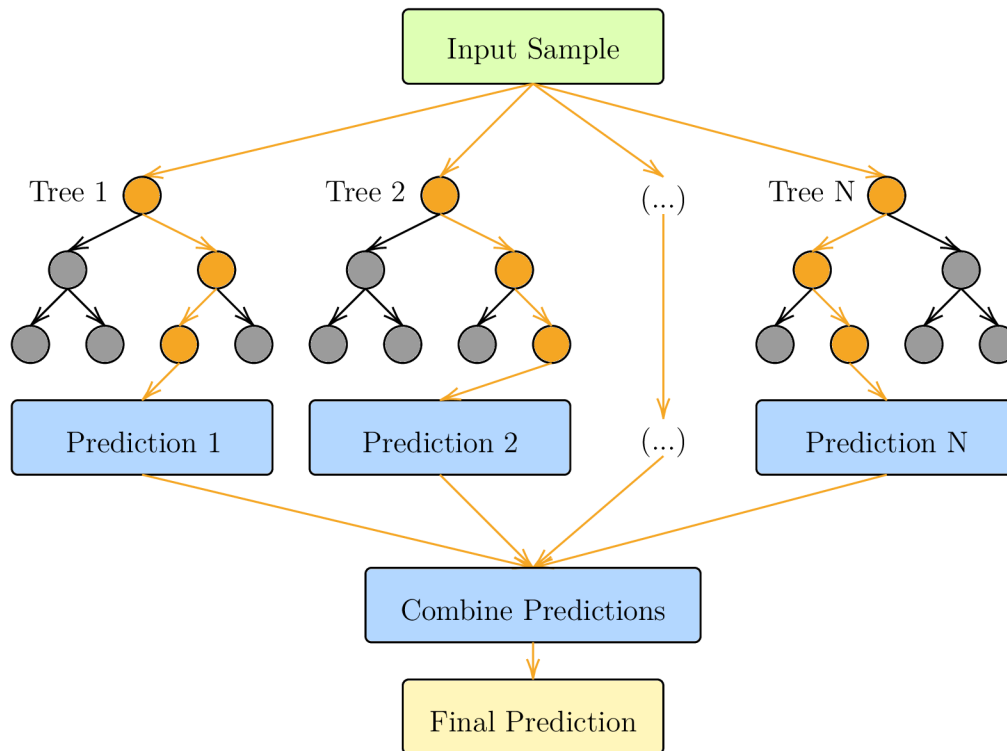 Input Sample
Tree 1
Tree 2
(...)
Tree N
Prediction 1
Prediction 2
(...)
Prediction N
Combine Predictions
Final Prediction